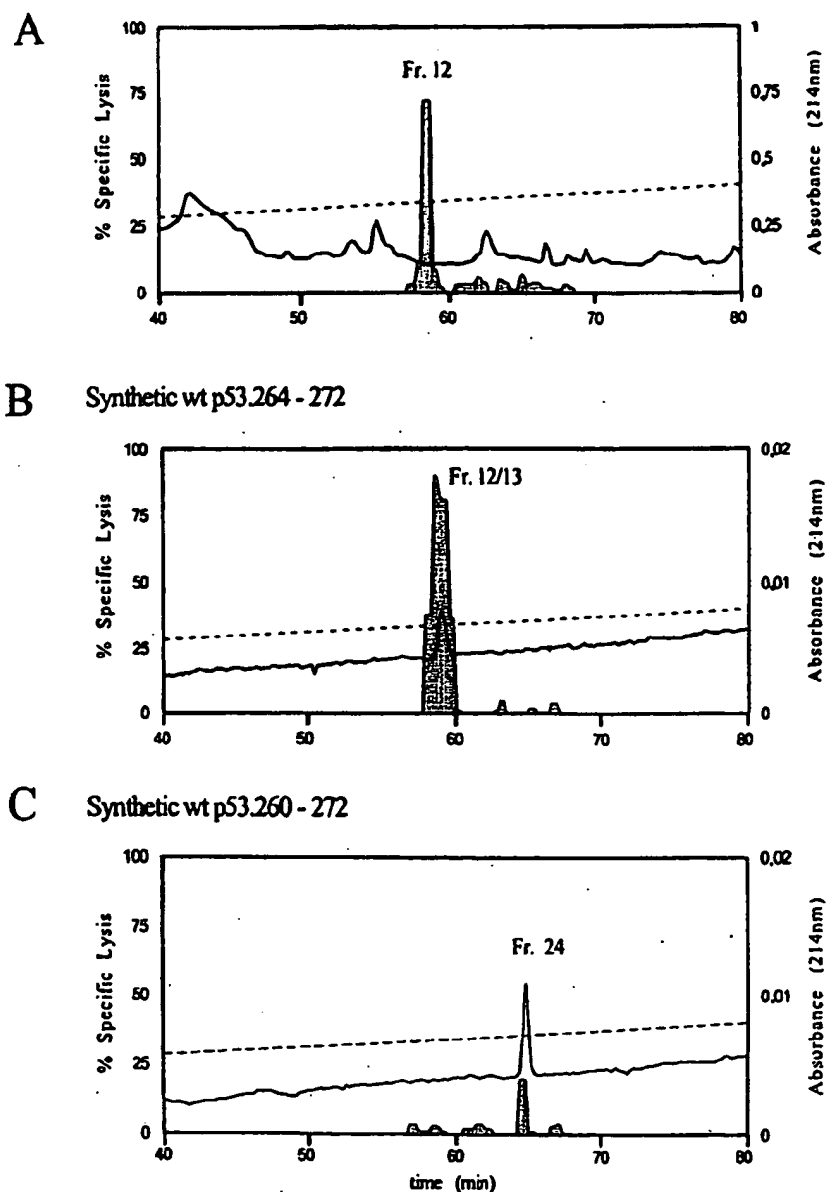 A
100
75
50
25
0
% Specific Lysis
Fr. 12
1
0,75
0,5
0,25
0
Absorbance (214nm)
40
50
60
70
80
B
Synthetic wt p53.264 - 272
100
75
50
25
0
% Specific Lysis
Fr. 12/13
0,02
0,01
0
Absorbance (214nm)
40
50
60
70
80
C
Synthetic wt p53.260 - 272
100
75
50
25
0
% Specific Lysis
Fr. 24
0,02
0,01
0
Absorbance (214nm)
40
50
60
70
80
time (min)